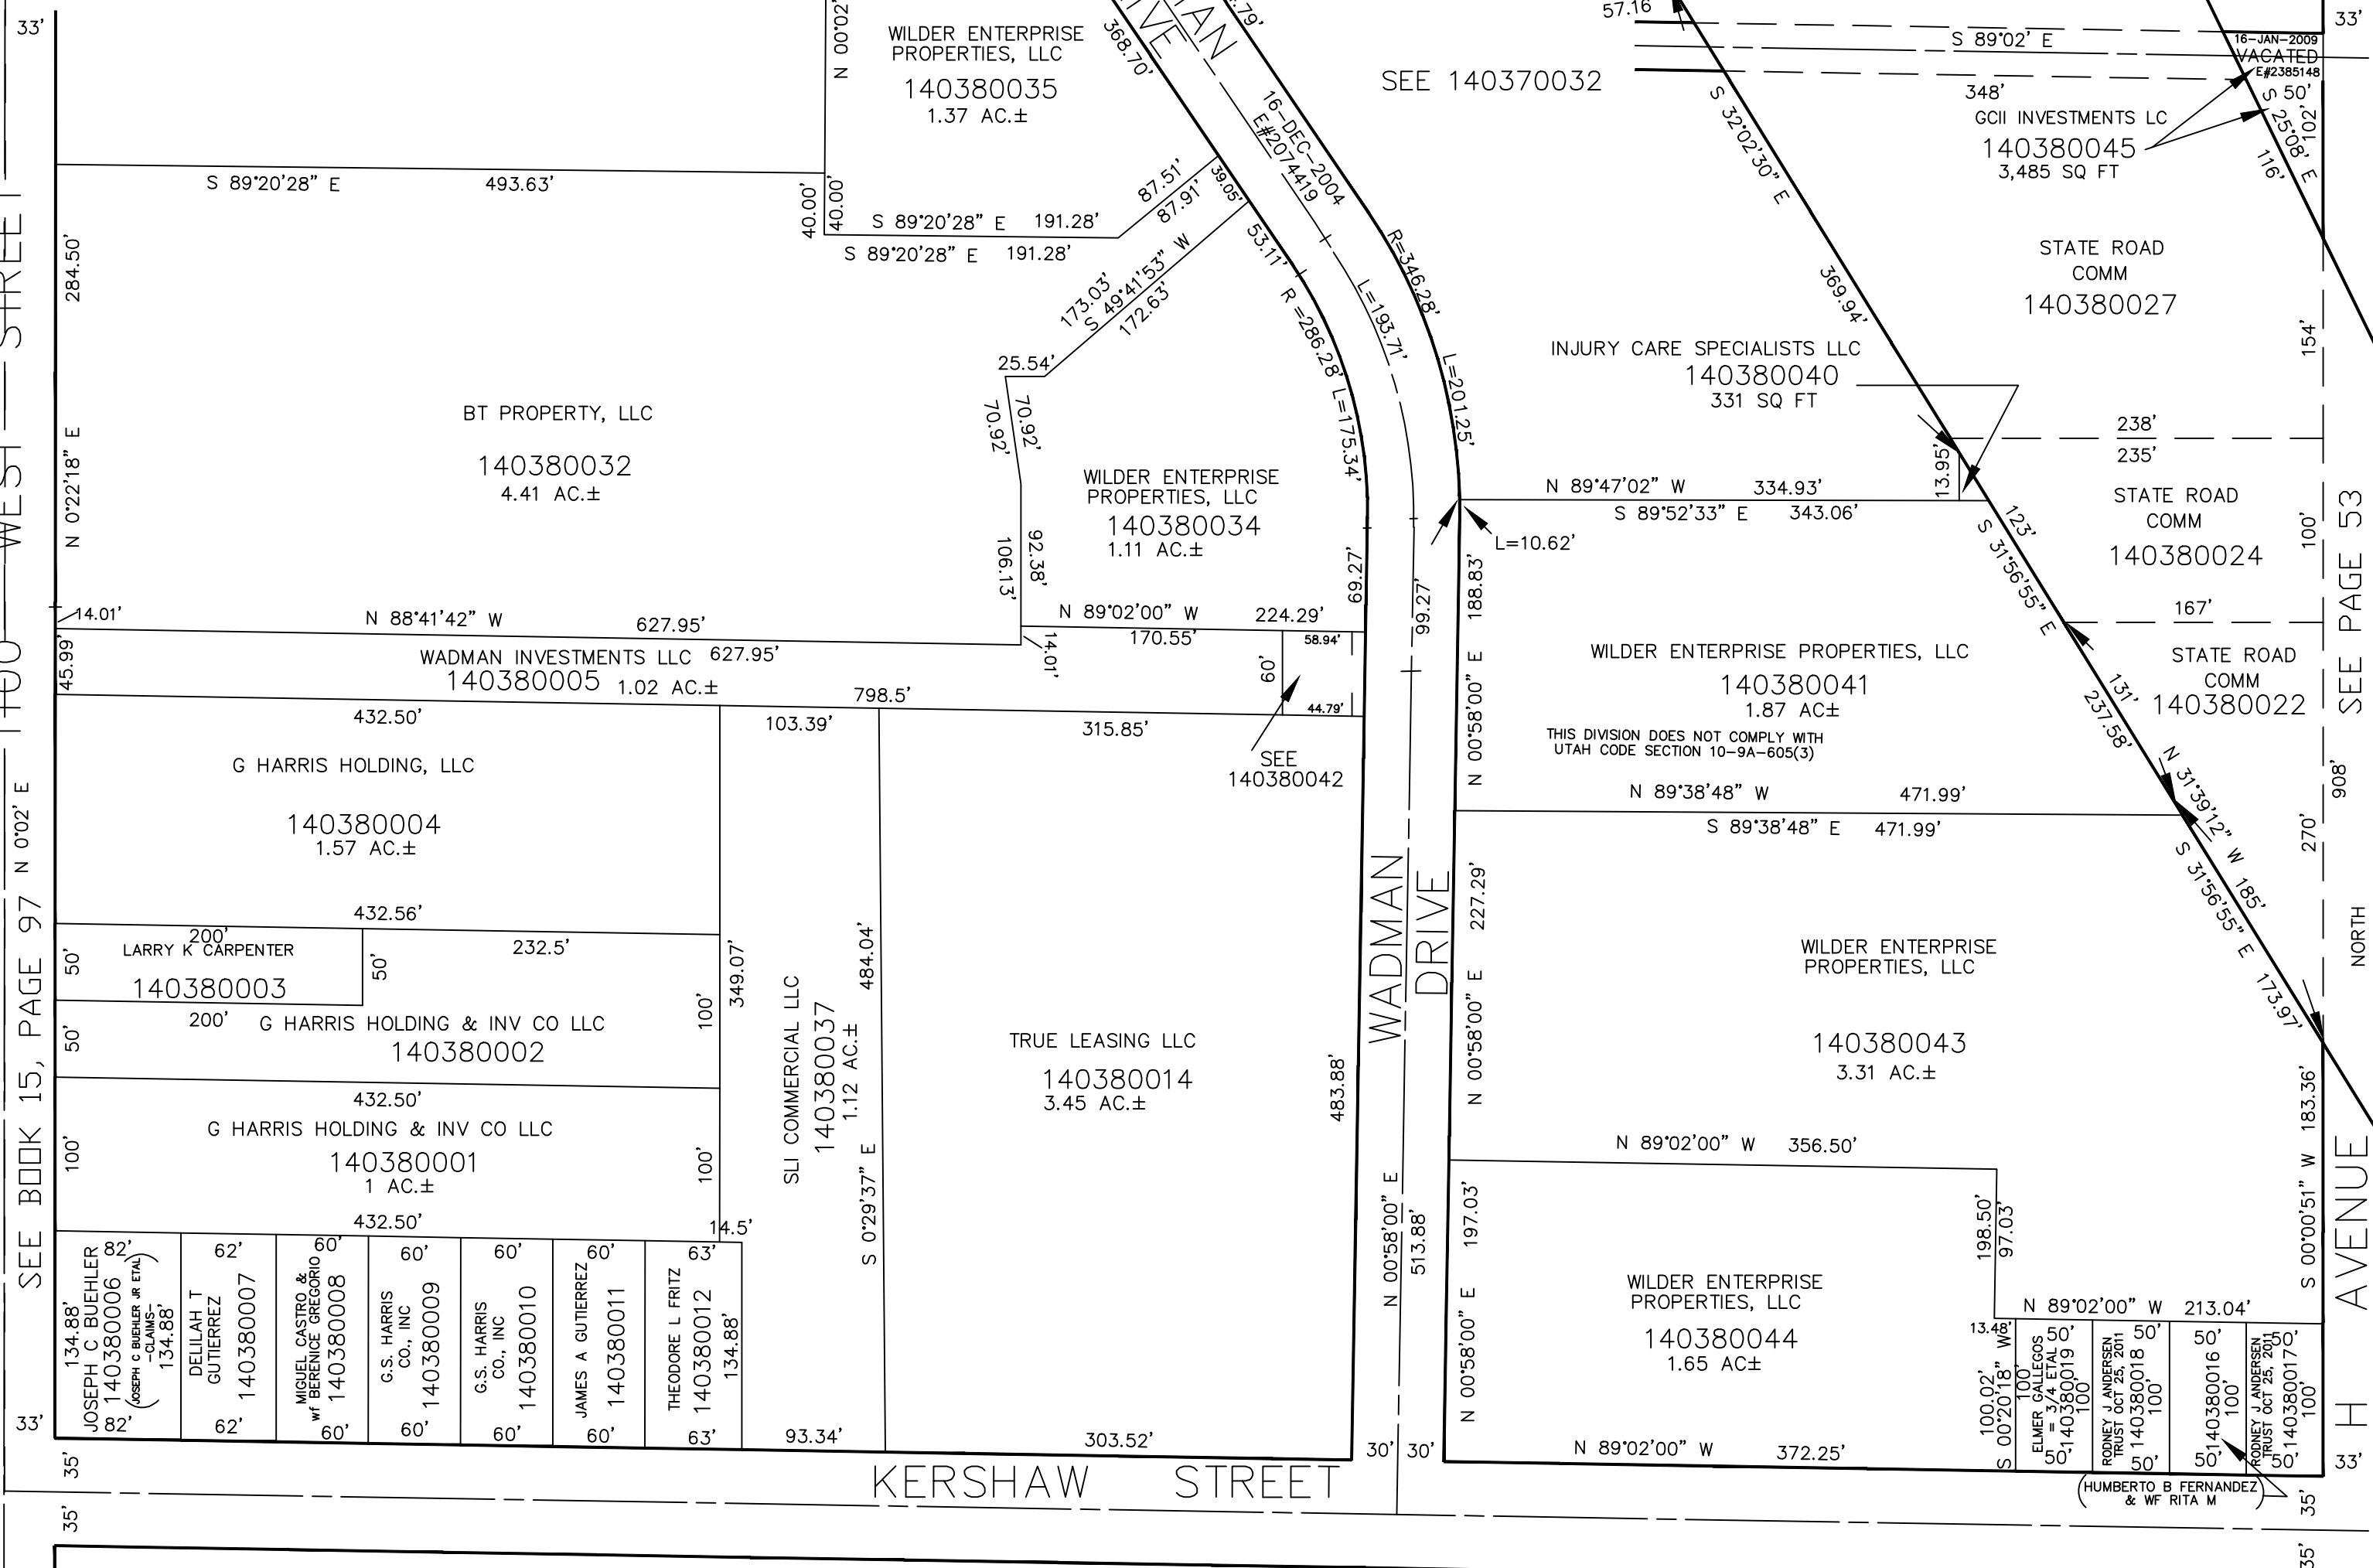 33'
N 00°02'
WILDER ENTERPRISE
PROPERTIES, LLC
140380035
1.37 AC.±
368.70'
16-DEC-2004
E#2074419
SEE 140370032
57.16
S 89°02' E
33'
16-JAN-2009
VACATED
E#2385148
348'
50'
S 25°08' E
102'
116'
GCII INVESTMENTS LC
140380045
3,485 SQ FT
S 32°02'30" E
369.94'
STATE ROAD
COMM
140380027
154'
S 89°20'28" E 493.63'
40.00'
40.00'
S 89°20'28" E 191.28'
S 89°20'28" E 191.28'
87.51'
87.91'
39.05'
53.11'
173.03'
S 49°41'53" W
172.63'
25.54'
70.92'
70.92'
R =286.28' L=175.34'
L=193.71'
R=346.28'
L=201.25'
284.50'
N 0°22'18" E
BT PROPERTY, LLC
140380032
4.41 AC.±
INJURY CARE SPECIALISTS LLC
140380040
331 SQ FT
238'
235'
13.95'
N 89°47'02" W 334.93'
S 89°52'33" E 343.06'
L=10.62'
WILDER ENTERPRISE
PROPERTIES, LLC
140380034
1.11 AC.±
92.38'
106.13'
69.27'
99.27'
188.83'
123'
S 31°56'55" E
STATE ROAD
COMM
140380024
100'
SEE PAGE 53
167'
14.01'
N 88°41'42" W 627.95'
N 89°02'00" W 224.29'
170.55'
58.94'
60'
44.79'
14.01'
45.99'
WADMAN INVESTMENTS LLC 627.95'
140380005 1.02 AC.±
798.5'
WILDER ENTERPRISE PROPERTIES, LLC
140380041
1.87 AC±
THIS DIVISION DOES NOT COMPLY WITH
UTAH CODE SECTION 10-9A-605(3)
N 00°58'00" E
STATE ROAD
COMM
140380022
131'
237.58'
N 31°39'12" W 185'
908'
270'
432.50'
103.39'
315.85'
SEE
140380042
G HARRIS HOLDING, LLC
140380004
1.57 AC.±
1100 WEST STREET
N 0°02' E
SEE BOOK 15, PAGE 97
N 89°38'48" W 471.99'
S 89°38'48" E 471.99'
S 31°56'55" E 173.97'
432.56'
200'
LARRY K CARPENTER
140380003
50'
50'
232.5'
349.07'
484.04'
200'
G HARRIS HOLDING & INV CO LLC
140380002
50'
100'
SLI COMMERCIAL LLC
140380037
1.12 AC.±
S 0°29'37" E
TRUE LEASING LLC
140380014
3.45 AC.±
483.88'
WADMAN
DRIVE
227.29'
N 00°58'00" E
WILDER ENTERPRISE
PROPERTIES, LLC
140380043
3.31 AC.±
NORTH
183.36'
S 00°00'51" W
432.50'
G HARRIS HOLDING & INV CO LLC
140380001
1 AC.±
100'
100'
432.50'
14.5'
N 89°02'00" W 356.50'
N 00°58'00" E
513.88'
197.03'
N 00°58'00" E
198.50'
97.03'
H AVENUE
82'
62'
60'
60'
60'
60'
63'
134.88'
JOSEPH C BUEHLER
140380006
(JOSEPH C BUEHLER JR ETAL)
-CLAIMS-
134.88'
DELILAH T
GUTIERREZ
140380007
MIGUEL CASTRO &
wf BERENICE GREGORIO
140380008
G.S. HARRIS
CO., INC
140380009
G.S. HARRIS
CO., INC
140380010
JAMES A GUTIERREZ
140380011
THEODORE L FRITZ
140380012
134.88'
WILDER ENTERPRISE
PROPERTIES, LLC
140380044
1.65 AC±
N 89°02'00" W 213.04'
13.48'
50'
50'
50'
50'
100.02'
S 00°20'18" W
100'
ELMER GALLEGOS
= 3/4 ETAL
140380019
100'
RODNEY J ANDERSEN
TRUST OCT 25, 2011
140380018
100'
140380016
100'
RODNEY J ANDERSEN
TRUST OCT 25, 2011
140380017
100'
33'
82'
62'
60'
60'
60'
60'
63'
93.34'
303.52'
30'
30'
N 89°02'00" W 372.25'
50'
50'
50'
50'
33'
35'
KERSHAW STREET
(HUMBERTO B FERNANDEZ
& WF RITA M)
35'
35'
35'